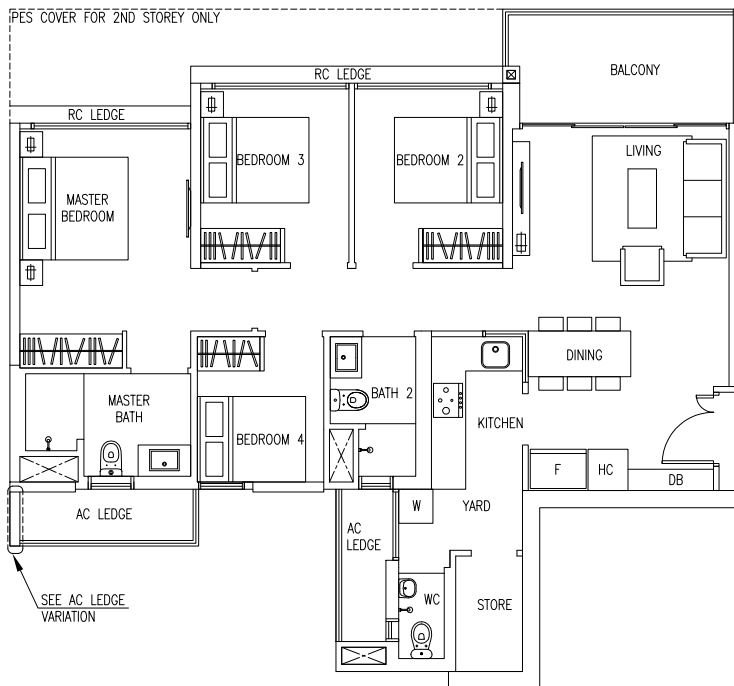 PES COVER FOR 2ND STOREY ONLY
RC LEDGE
BALCONY
RC LEDGE
LIVING
BEDROOM 3
BEDROOM 2
MASTER
BEDROOM
DINING
MASTER
BATH
BATH 2
KITCHEN
BEDROOM 4
F
HC
DB
AC LEDGE
W
YARD
AC
LEDGE
SEE AC LEDGE
VARIATION
WC
STORE